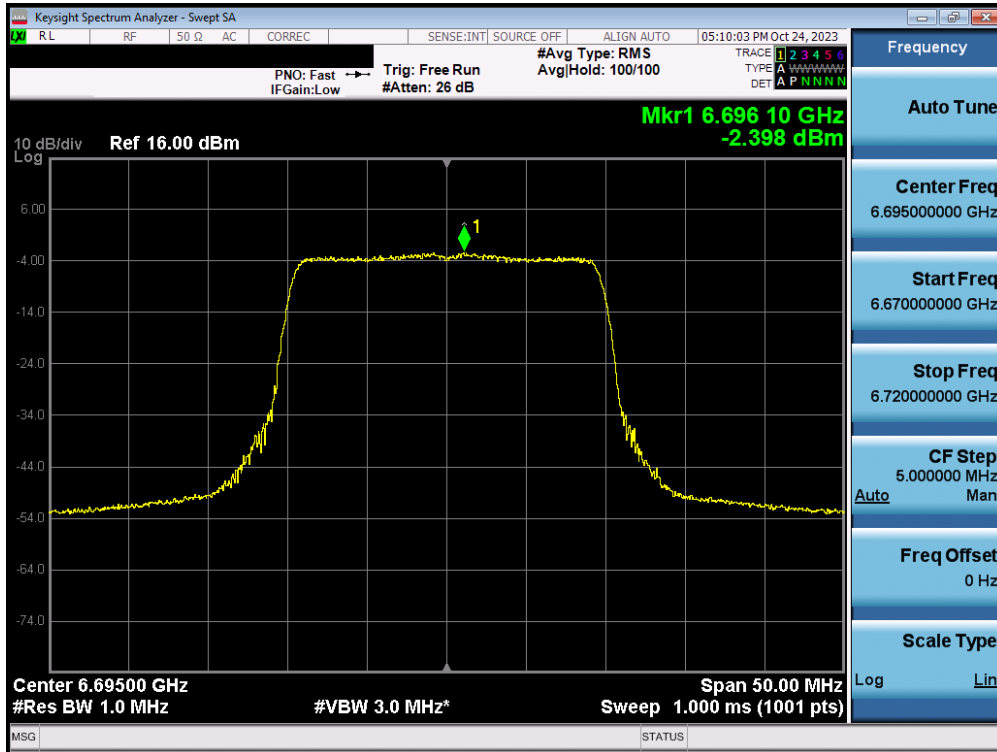 Keysight Spectrum Analyzer - Swept SA
LXI RL RF 50 Ω AC CORREC SENSE:INT SOURCE OFF ALIGN AUTO 05:10:03 PM Oct 24, 2023
PNO: Fast
IFGain:Low
Trig: Free Run
#Atten: 26 dB
#Avg Type: RMS
Avg|Hold: 100/100
TRACE 1 2 3 4 5 6
TYPE A WWWWW
DET A P N N N N
Mkr1 6.696 10 GHz
-2.398 dBm
10 dB/div Ref 16.00 dBm
Log
1
6.00
-4.00
-14.0
-24.0
-34.0
-44.0
-54.0
-64.0
-74.0
Center 6.69500 GHz Span 50.00 MHz
#Res BW 1.0 MHz #VBW 3.0 MHz* Sweep 1.000 ms (1001 pts)
MSG STATUS
Frequency
Auto Tune
Center Freq
6.695000000 GHz
Start Freq
6.670000000 GHz
Stop Freq
6.720000000 GHz
CF Step
5.000000 MHz
Auto Man
Freq Offset
0 Hz
Scale Type
Log Lin